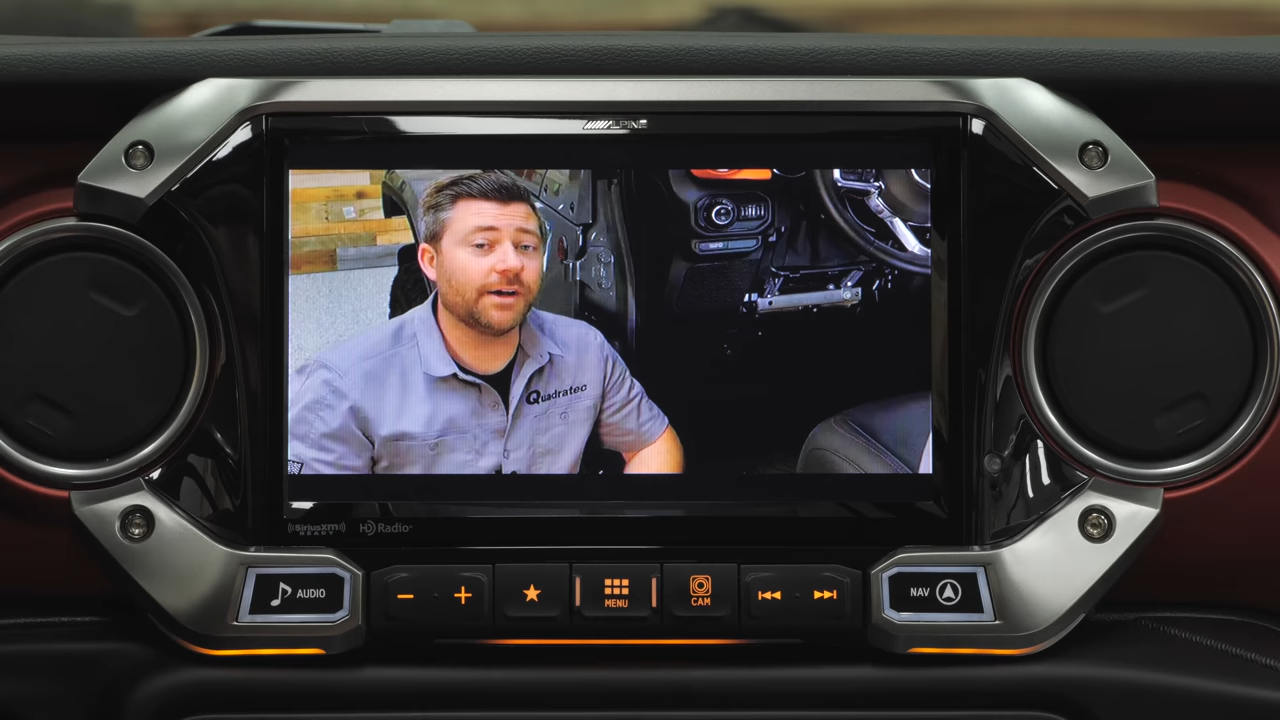 ALPINE
Quadratec
SiriusXM
READY
HD Radio
AUDIO
MENU
CAM
NAV